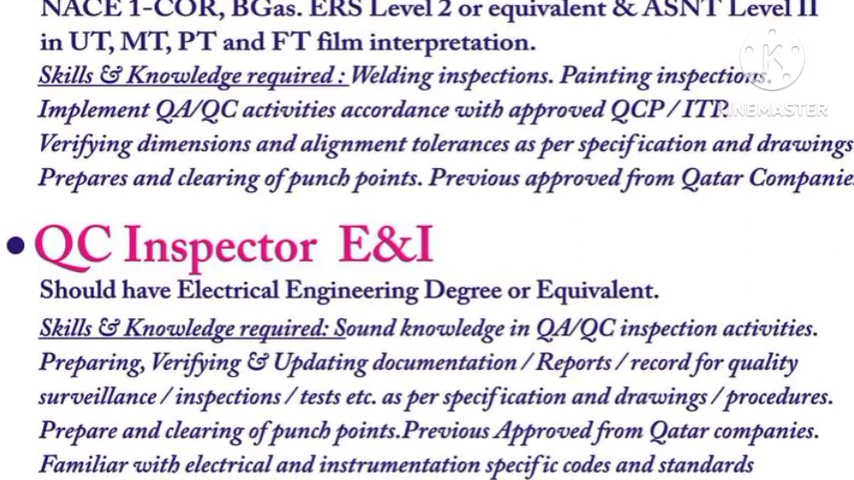 NACE 1-COR, BGas. ERS Level 2 or equivalent & ASNT Level II
in UT, MT, PT and FT film interpretation.
Skills & Knowledge required : Welding inspections. Painting inspections.
Implement QA/QC activities accordance with approved QCP / ITP.
KINEMASTER
Verifying dimensions and alignment tolerances as per specification and drawings
Prepares and clearing of punch points. Previous approved from Qatar Companie
• QC Inspector E&I
Should have Electrical Engineering Degree or Equivalent.
Skills & Knowledge required: Sound knowledge in QA/QC inspection activities.
Preparing, Verifying & Updating documentation / Reports / record for quality
surveillance / inspections / tests etc. as per specification and drawings / procedures.
Prepare and clearing of punch points.Previous Approved from Qatar companies.
Familiar with electrical and instrumentation specific codes and standards